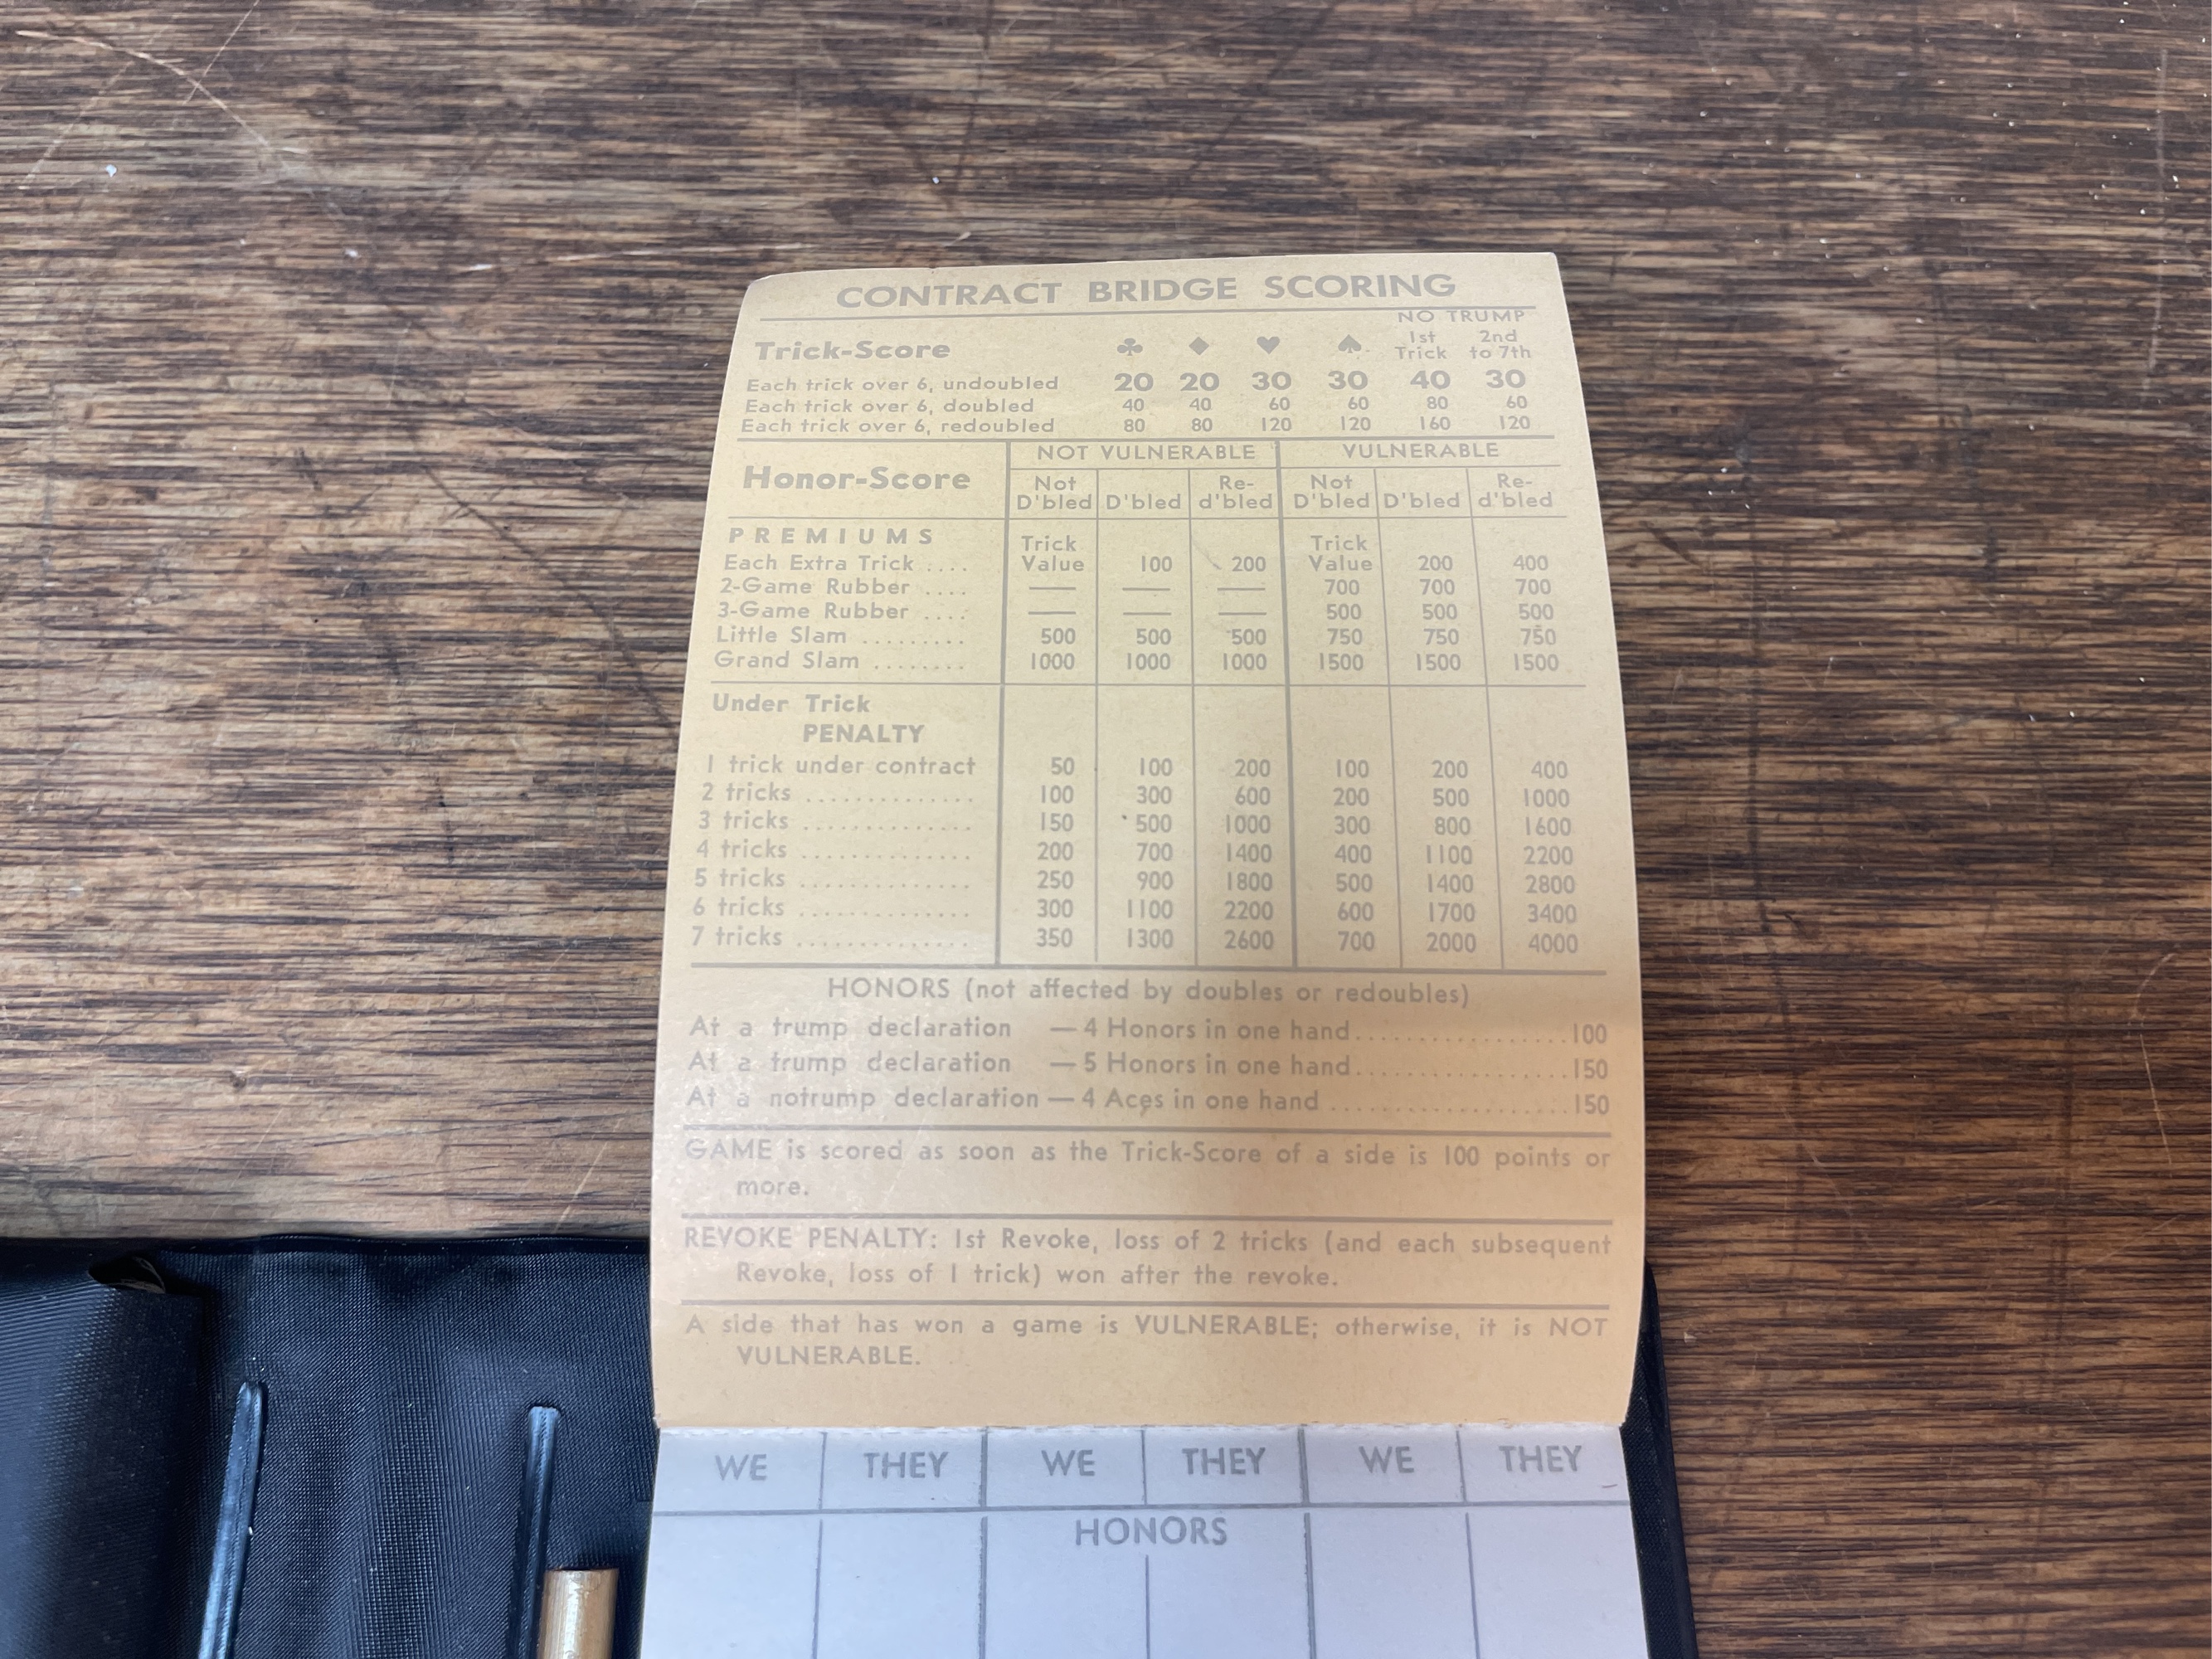 CONTRACT BRIDGE SCORING
NO TRUMP
Trick-Score ♣ ♦ ♥ ♠ 1st Trick 2nd to 7th
Each trick over 6, undoubled 20 20 30 30 40 30
Each trick over 6, doubled 40 40 60 60 80 60
Each trick over 6, redoubled 80 80 120 120 160 120
Honor-Score NOT VULNERABLE VULNERABLE
Not D'bled D'bled Re-d'bled Not D'bled D'bled Re-d'bled
PREMIUMS
Each Extra Trick .... Trick Value 100 200 Trick Value 200 400
2-Game Rubber .... — — — 700 700 700
3-Game Rubber .... — — — 500 500 500
Little Slam ......... 500 500 500 750 750 750
Grand Slam ........ 1000 1000 1000 1500 1500 1500
Under Trick
PENALTY
1 trick under contract 50 100 200 100 200 400
2 tricks .............. 100 300 600 200 500 1000
3 tricks .............. 150 500 1000 300 800 1600
4 tricks .............. 200 700 1400 400 1100 2200
5 tricks .............. 250 900 1800 500 1400 2800
6 tricks .............. 300 1100 2200 600 1700 3400
7 tricks .............. 350 1300 2600 700 2000 4000
HONORS (not affected by doubles or redoubles)
At a trump declaration — 4 Honors in one hand..................100
At a trump declaration — 5 Honors in one hand..................150
At a notrump declaration — 4 Aces in one hand ....................150
GAME is scored as soon as the Trick-Score of a side is 100 points or
more.
REVOKE PENALTY: 1st Revoke, loss of 2 tricks (and each subsequent
Revoke, loss of 1 trick) won after the revoke.
A side that has won a game is VULNERABLE; otherwise, it is NOT
VULNERABLE.
WE THEY WE THEY WE THEY
HONORS